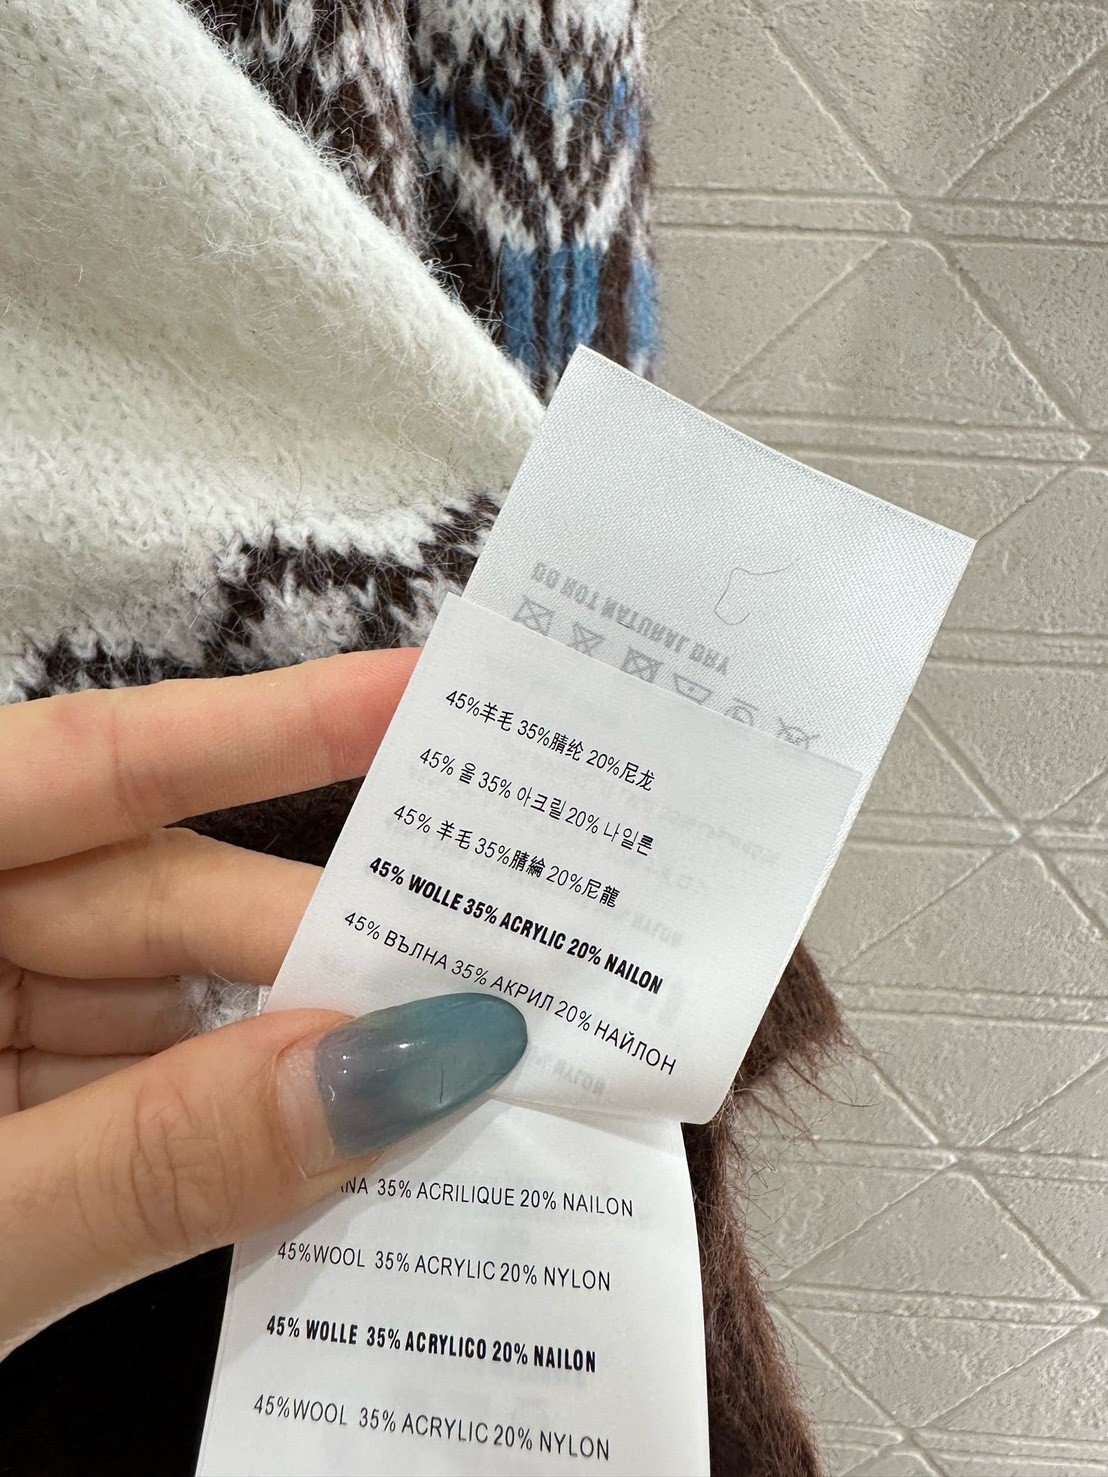 DO NOT NATURAL DRY
45%羊毛 35%腈纶 20%尼龙
45% 울 35% 아크릴 20% 나일론
45% 羊毛 35%腈綸 20%尼龍
45% WOLLE 35% ACRYLIC 20% NAILON
45% ВЪЛНА 35% АКРИЛ 20% НАЙЛОН
35% ACRILIQUE 20% NAILON
45%WOOL 35% ACRYLIC 20% NYLON
45% WOLLE 35% ACRYLICO 20% NAILON
45%WOOL 35% ACRYLIC 20% NYLON